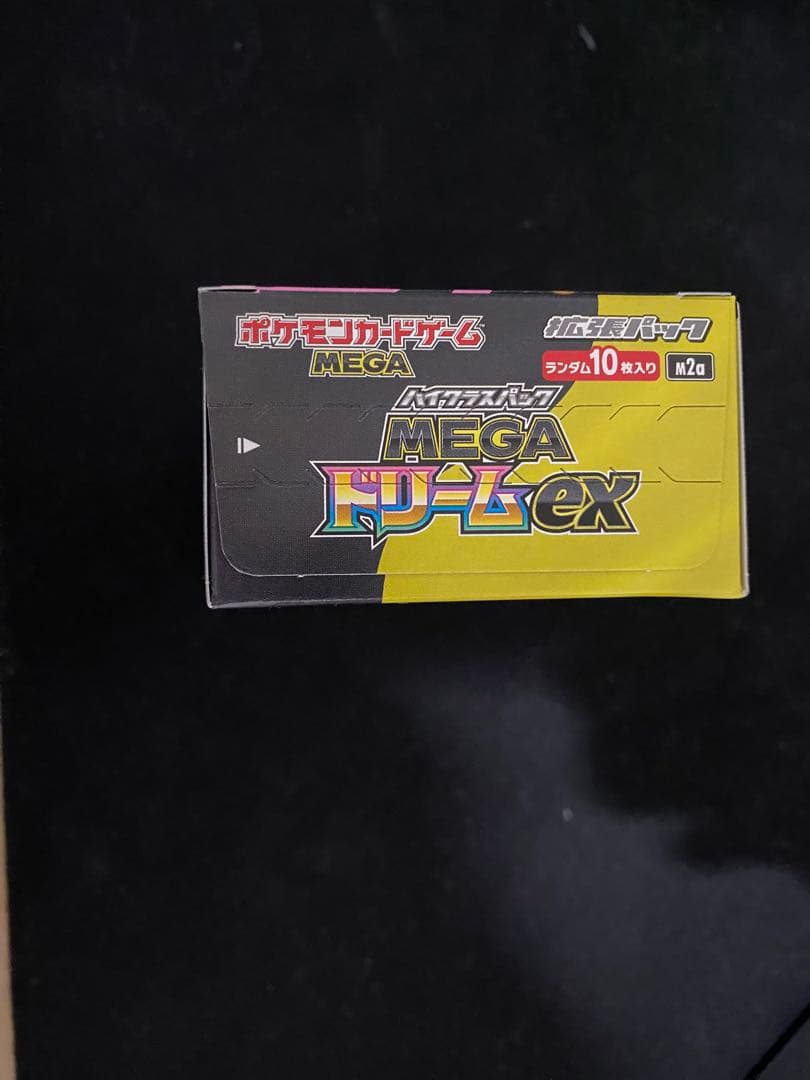 ポケモンカードゲーム™
MEGA
拡張パック
ランダム10枚入り M2a
ハイクラスパック
MEGA
ドリームex